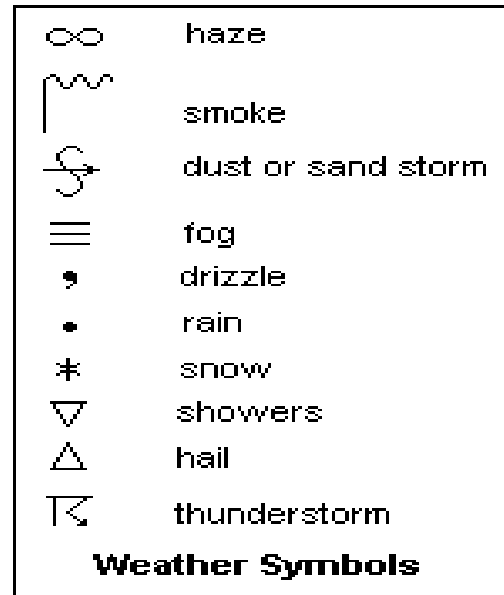 haze
smoke
dust or sand storm
fog
drizzle
rain
snow
showers
hail
thunderstorm
Weather Symbols